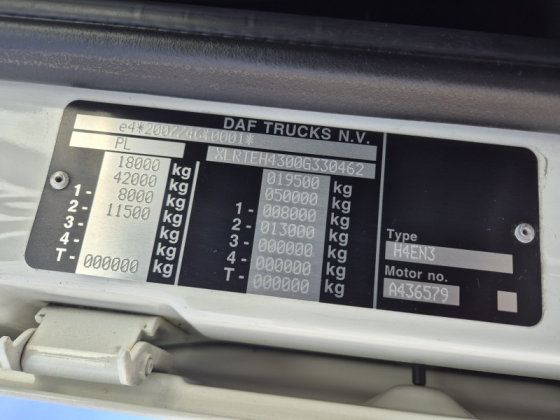 DAF TRUCKS N.V.
e4*2007/46*0001*
PL
XLRTEH4300G330462
18000 kg
42000 kg
1 - 8000 kg
2 - 11500 kg
3 - kg
4 - kg
T - 000000 kg
019500 kg
050000 kg
1 - 008000 kg
2 - 013000 kg
3 - 000000 kg
4 - 000000 kg
T - 000000 kg
Type
H4EN3
Motor no.
A436579